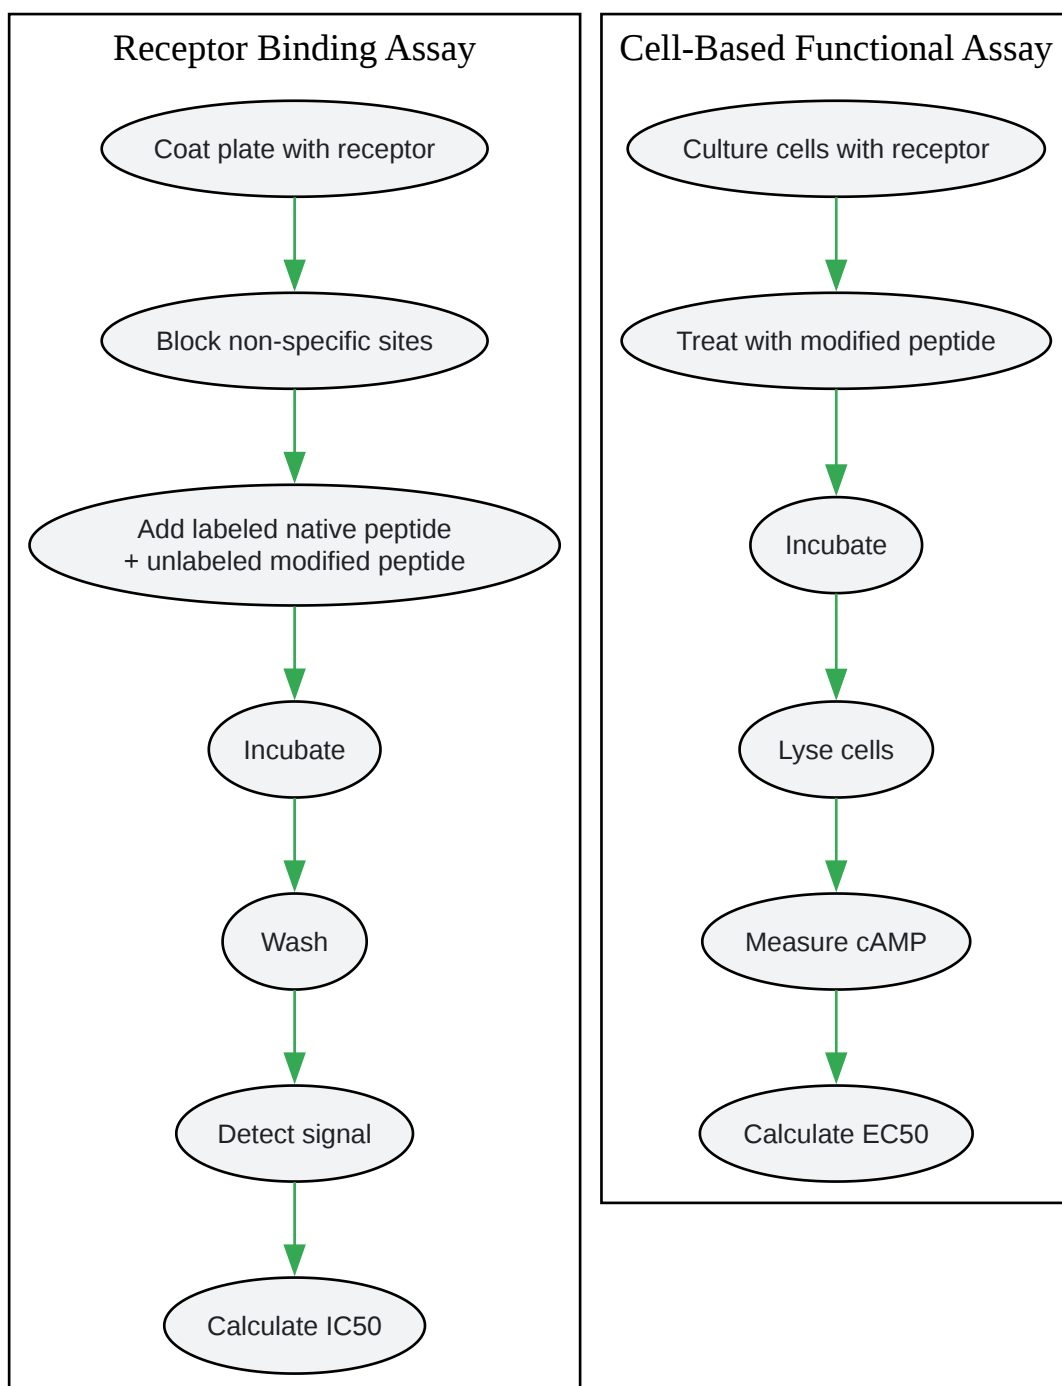 Receptor Binding Assay
Coat plate with receptor
Block non-specific sites
Add labeled native peptide
+ unlabeled modified peptide
Incubate
Wash
Detect signal
Calculate IC50
Cell-Based Functional Assay
Culture cells with receptor
Treat with modified peptide
Incubate
Lyse cells
Measure cAMP
Calculate EC50